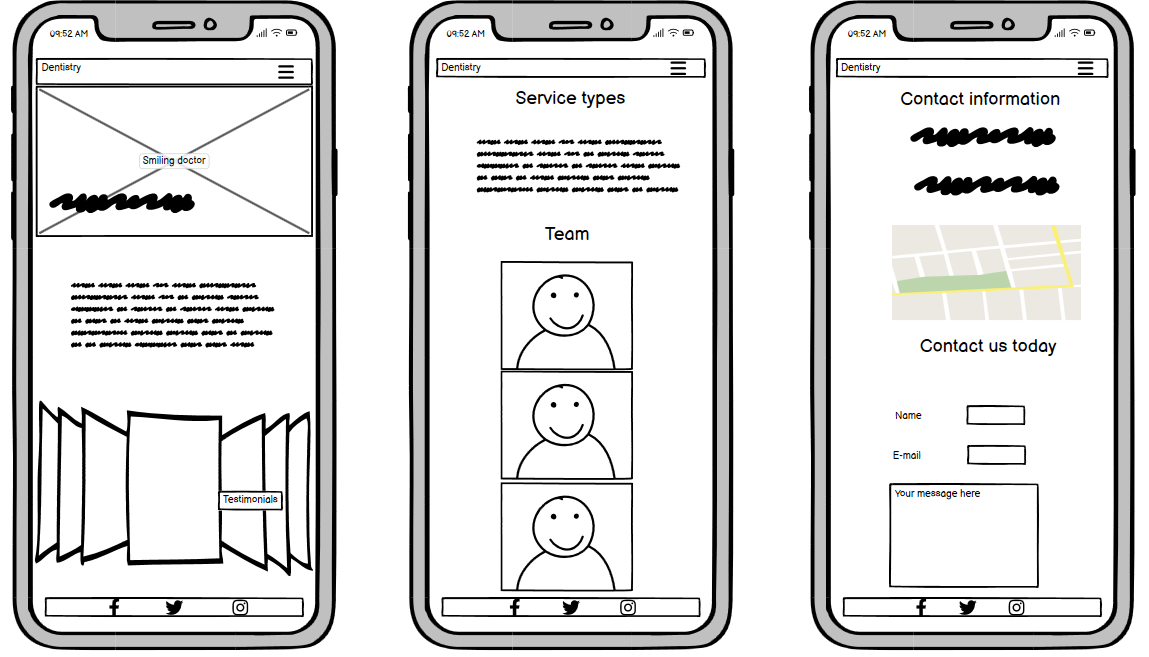 09:52 AM
Dentistry
Smiling doctor
Testimonials
09:52 AM
Dentistry
Service types
Team
09:52 AM
Dentistry
Contact information
Contact us today
Name
E-mail
Your message here